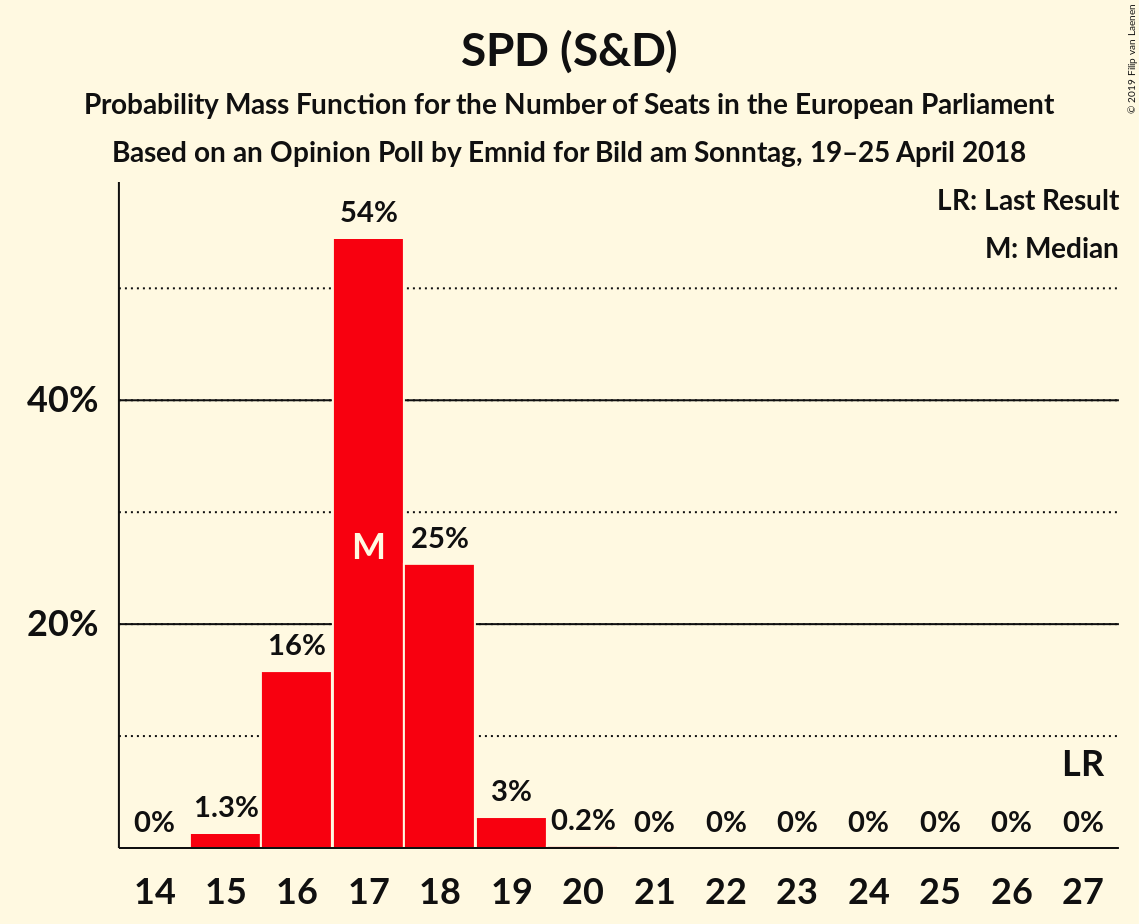 SPD (S&D)
Probability Mass Function for the Number of Seats in the European Parliament
Based on an Opinion Poll by Emnid for Bild am Sonntag, 19–25 April 2018
© 2019 Filip van Laenen
LR: Last Result
M: Median
54%
40%
M
25%
20%
16%
LR
3%
1.3%
0.2%
0%
0%
0%
0%
0%
0%
0%
0%
14 15 16 17 18 19 20 21 22 23 24 25 26 27